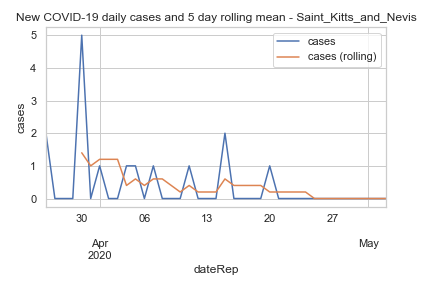 New COVID-19 daily cases and 5 day rolling mean - Saint_Kitts_and_Nevis
cases
cases (rolling)
cases
5
4
3
2
1
0
30 06 13 20 27
Apr May
2020
dateRep